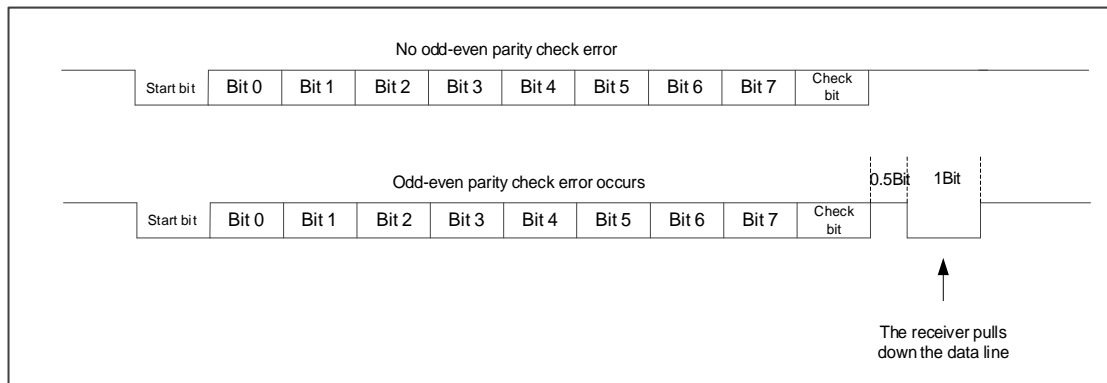 No odd-even parity check error
Start bit Bit 0 Bit 1 Bit 2 Bit 3 Bit 4 Bit 5 Bit 6 Bit 7 Check bit
Odd-even parity check error occurs
0.5Bit 1Bit
Start bit Bit 0 Bit 1 Bit 2 Bit 3 Bit 4 Bit 5 Bit 6 Bit 7 Check bit
The receiver pulls
down the data line